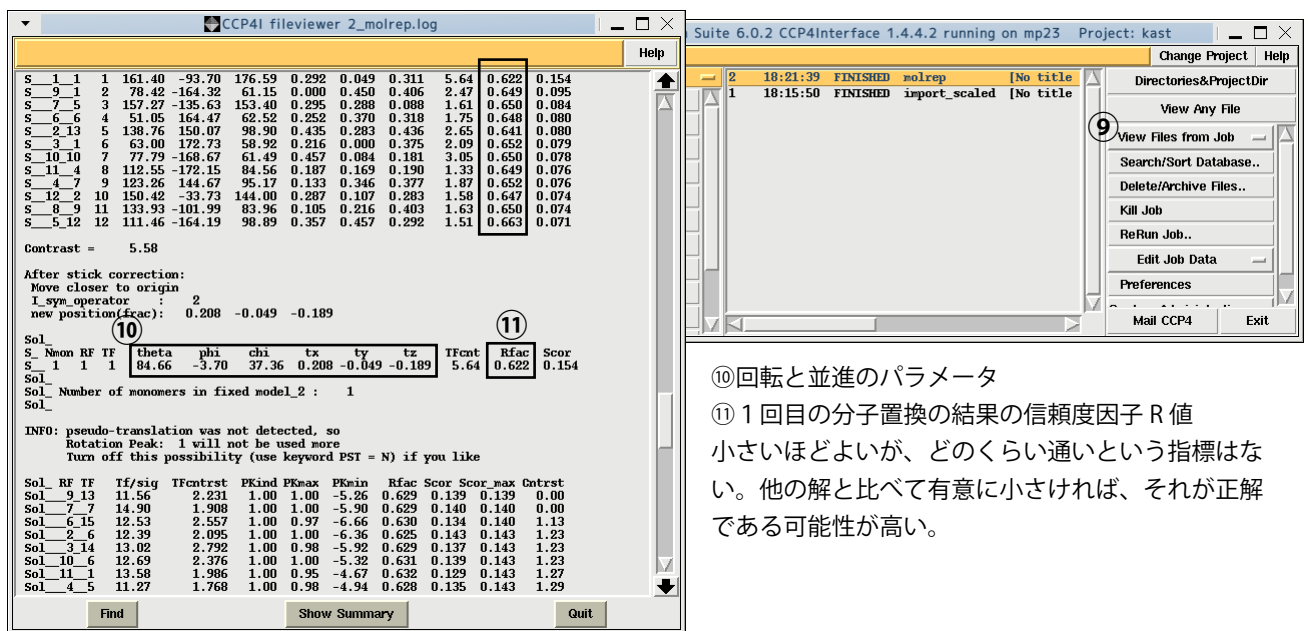 CCP4I fileviewer 2_molrep.log
Help
S___1__1 1 161.40 -93.70 176.59 0.292 0.049 0.311 5.64 0.622 0.154
S___9__1 2 78.42 -164.32 61.15 0.000 0.450 0.406 2.47 0.649 0.095
S___7__5 3 157.27 -135.63 153.40 0.295 0.288 0.088 1.61 0.650 0.084
S___6__6 4 51.05 164.47 62.52 0.252 0.370 0.318 1.75 0.648 0.080
S___2_13 5 138.76 150.07 98.90 0.435 0.283 0.436 2.65 0.641 0.080
S___3__1 6 63.00 172.73 58.92 0.216 0.000 0.375 2.09 0.652 0.079
S__10_10 7 77.79 -168.67 61.49 0.457 0.084 0.181 3.05 0.650 0.078
S__11__4 8 112.55 -172.15 84.56 0.187 0.169 0.190 1.33 0.649 0.076
S___4__7 9 123.26 144.67 95.17 0.133 0.346 0.377 1.87 0.652 0.076
S__12__2 10 150.42 -33.73 144.00 0.287 0.107 0.283 1.58 0.647 0.074
S___8__9 11 133.93 -101.99 83.96 0.105 0.216 0.403 1.63 0.650 0.074
S___5_12 12 111.46 -164.19 98.89 0.357 0.457 0.292 1.51 0.663 0.071
Contrast = 5.58
After stick correction:
Move closer to origin
I_sym_operator : 2
new position(frac): 0.208 -0.049 -0.189
⑩ ⑪
Sol_
S_ Nmon RF TF theta phi chi tx ty tz TFcnt Rfac Scor
S__ 1 1 1 84.66 -3.70 37.36 0.208 -0.049 -0.189 5.64 0.622 0.154
Sol_
Sol_ Number of monomers in fixed model_2 : 1
Sol_
INFO: pseudo-translation was not detected, so
Rotation Peak: 1 will not be used more
Turn off this possibility (use keyword PST = N) if you like
Sol_ RF TF Tf/sig TFcntrst PKind PKmax PKmin Rfac Scor Scor_max Cntrst
Sol___9_13 11.56 2.231 1.00 1.00 -5.26 0.629 0.139 0.139 0.00
Sol___7__7 14.90 1.908 1.00 1.00 -5.90 0.629 0.140 0.140 0.00
Sol___6_15 12.53 2.557 1.00 0.97 -6.66 0.630 0.134 0.140 1.13
Sol___2__6 12.39 2.095 1.00 1.00 -6.36 0.625 0.143 0.143 1.23
Sol___3_14 13.02 2.792 1.00 0.98 -5.92 0.629 0.137 0.143 1.23
Sol__10__6 12.69 2.376 1.00 1.00 -5.32 0.631 0.139 0.143 1.23
Sol__11__1 13.58 1.986 1.00 0.95 -4.67 0.632 0.129 0.143 1.27
Sol___4__5 11.27 1.768 1.00 0.98 -4.94 0.628 0.135 0.143 1.29
Find Show Summary Quit
Suite 6.0.2 CCP4Interface 1.4.4.2 running on mp23 Project: kast
Change Project Help
2 18:21:39 FINISHED molrep [No title
1 18:15:50 FINISHED import_scaled [No title
Directories&ProjectDir
View Any File
⑨
View Files from Job
Search/Sort Database..
Delete/Archive Files..
Kill Job
ReRun Job..
Edit Job Data
Preferences
Mail CCP4 Exit
⑩回転と並進のパラメータ
⑪１回目の分子置換の結果の信頼度因子 R 値
小さいほどよいが、どのくらい通いという指標はな
い。他の解と比べて有意に小さければ、それが正解
である可能性が高い。